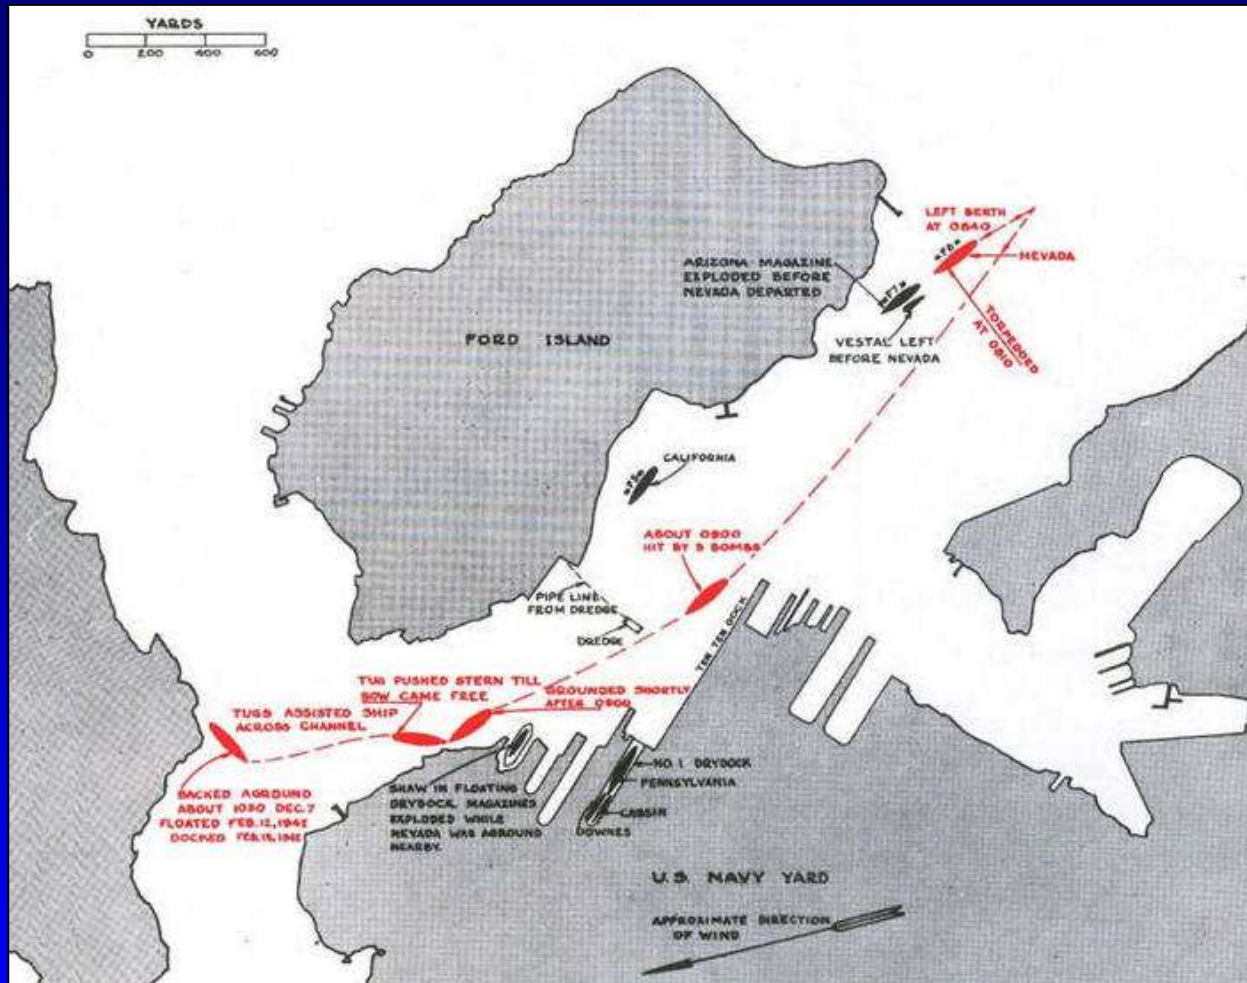 YARDS
0 200 400 600
LEFT BERTH
AT 0840
NEVADA
ARIZONA MAGAZINE
EXPLODED BEFORE
NEVADA DEPARTED
TORPEDOED
AT 0810
VESTAL LEFT
BEFORE NEVADA
FORD ISLAND
CALIFORNIA
ABOUT 0900
HIT BY 5 BOMBS
PIPE LINE
FROM DREDGE
DREDGE
TEN TEN DOCK
TUG PUSHED STERN TILL
BOW CAME FREE
GROUNDED SHORTLY
AFTER 0900
TUGS ASSISTED SHIP
ACROSS CHANNEL
NO. 1 DRYDOCK
PENNSYLVANIA
CASSIN
DOWNES
BACKED AGROUND
ABOUT 1030 DEC. 7
FLOATED FEB. 12, 1942
DOCKED FEB. 18, 1942
SHAW IN FLOATING
DRYDOCK. MAGAZINES
EXPLODED WHILE
NEVADA WAS AGROUND
NEARBY.
U.S. NAVY YARD
APPROXIMATE DIRECTION
OF WIND